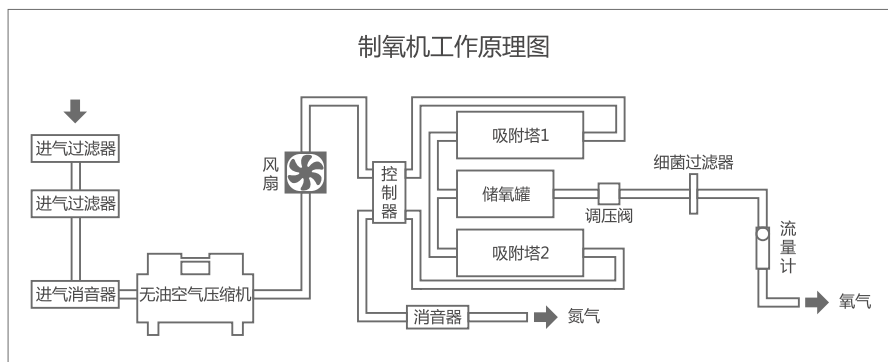 制氧机工作原理图
进气过滤器
进气过滤器
进气消音器
无油空气压缩机
风扇
控制器
吸附塔1
储氧罐
吸附塔2
消音器
氮气
调压阀
细菌过滤器
流量计
氧气